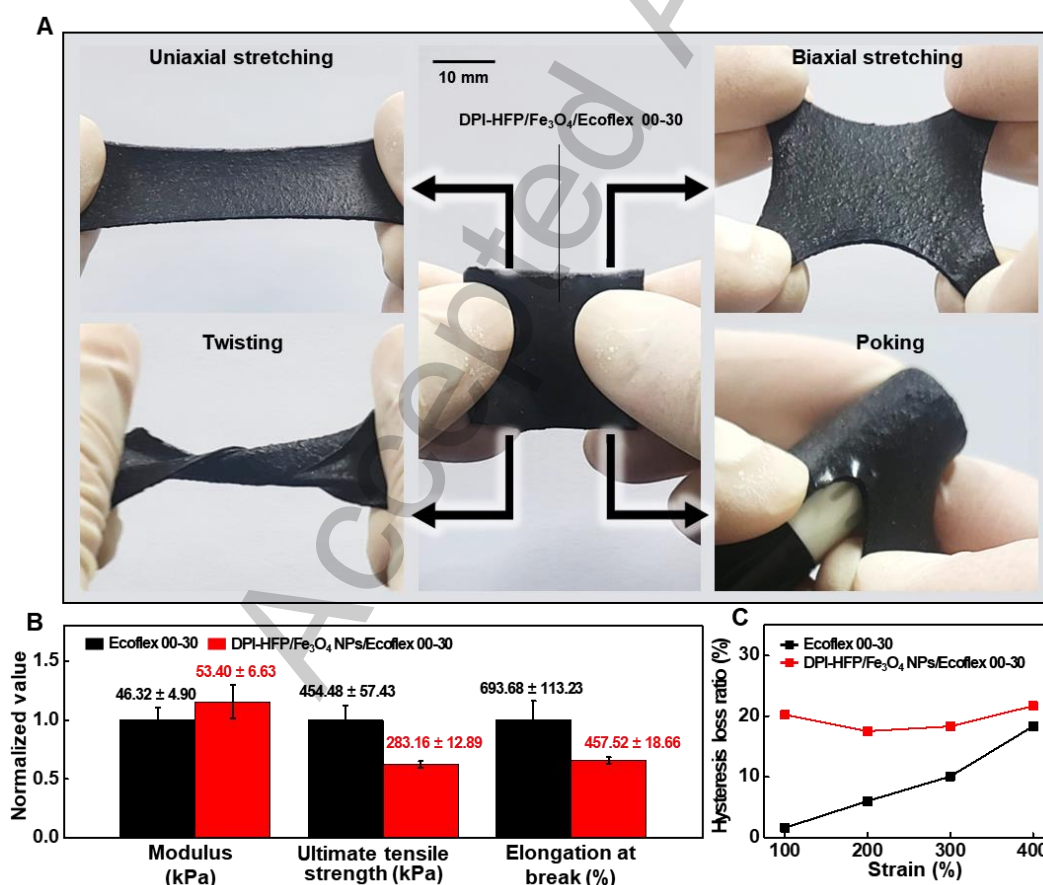 A
Uniaxial stretching
10 mm
DPI-HFP/Fe₃O₄/Ecoflex 00-30
Biaxial stretching
Twisting
Poking
Accepted A
B
Ecoflex 00-30
DPI-HFP/Fe₃O₄ NPs/Ecoflex 00-30
Normalized value
1.5
1.0
0.5
0.0
46.32 ± 4.90
53.40 ± 6.63
454.48 ± 57.43
283.16 ± 12.89
693.68 ± 113.23
457.52 ± 18.66
Modulus
(kPa)
Ultimate tensile
strength (kPa)
Elongation at
break (%)
C
Ecoflex 00-30
DPI-HFP/Fe₃O₄ NPs/Ecoflex 00-30
Hysteresis loss ratio (%)
30
20
10
0
100
200
300
400
Strain (%)